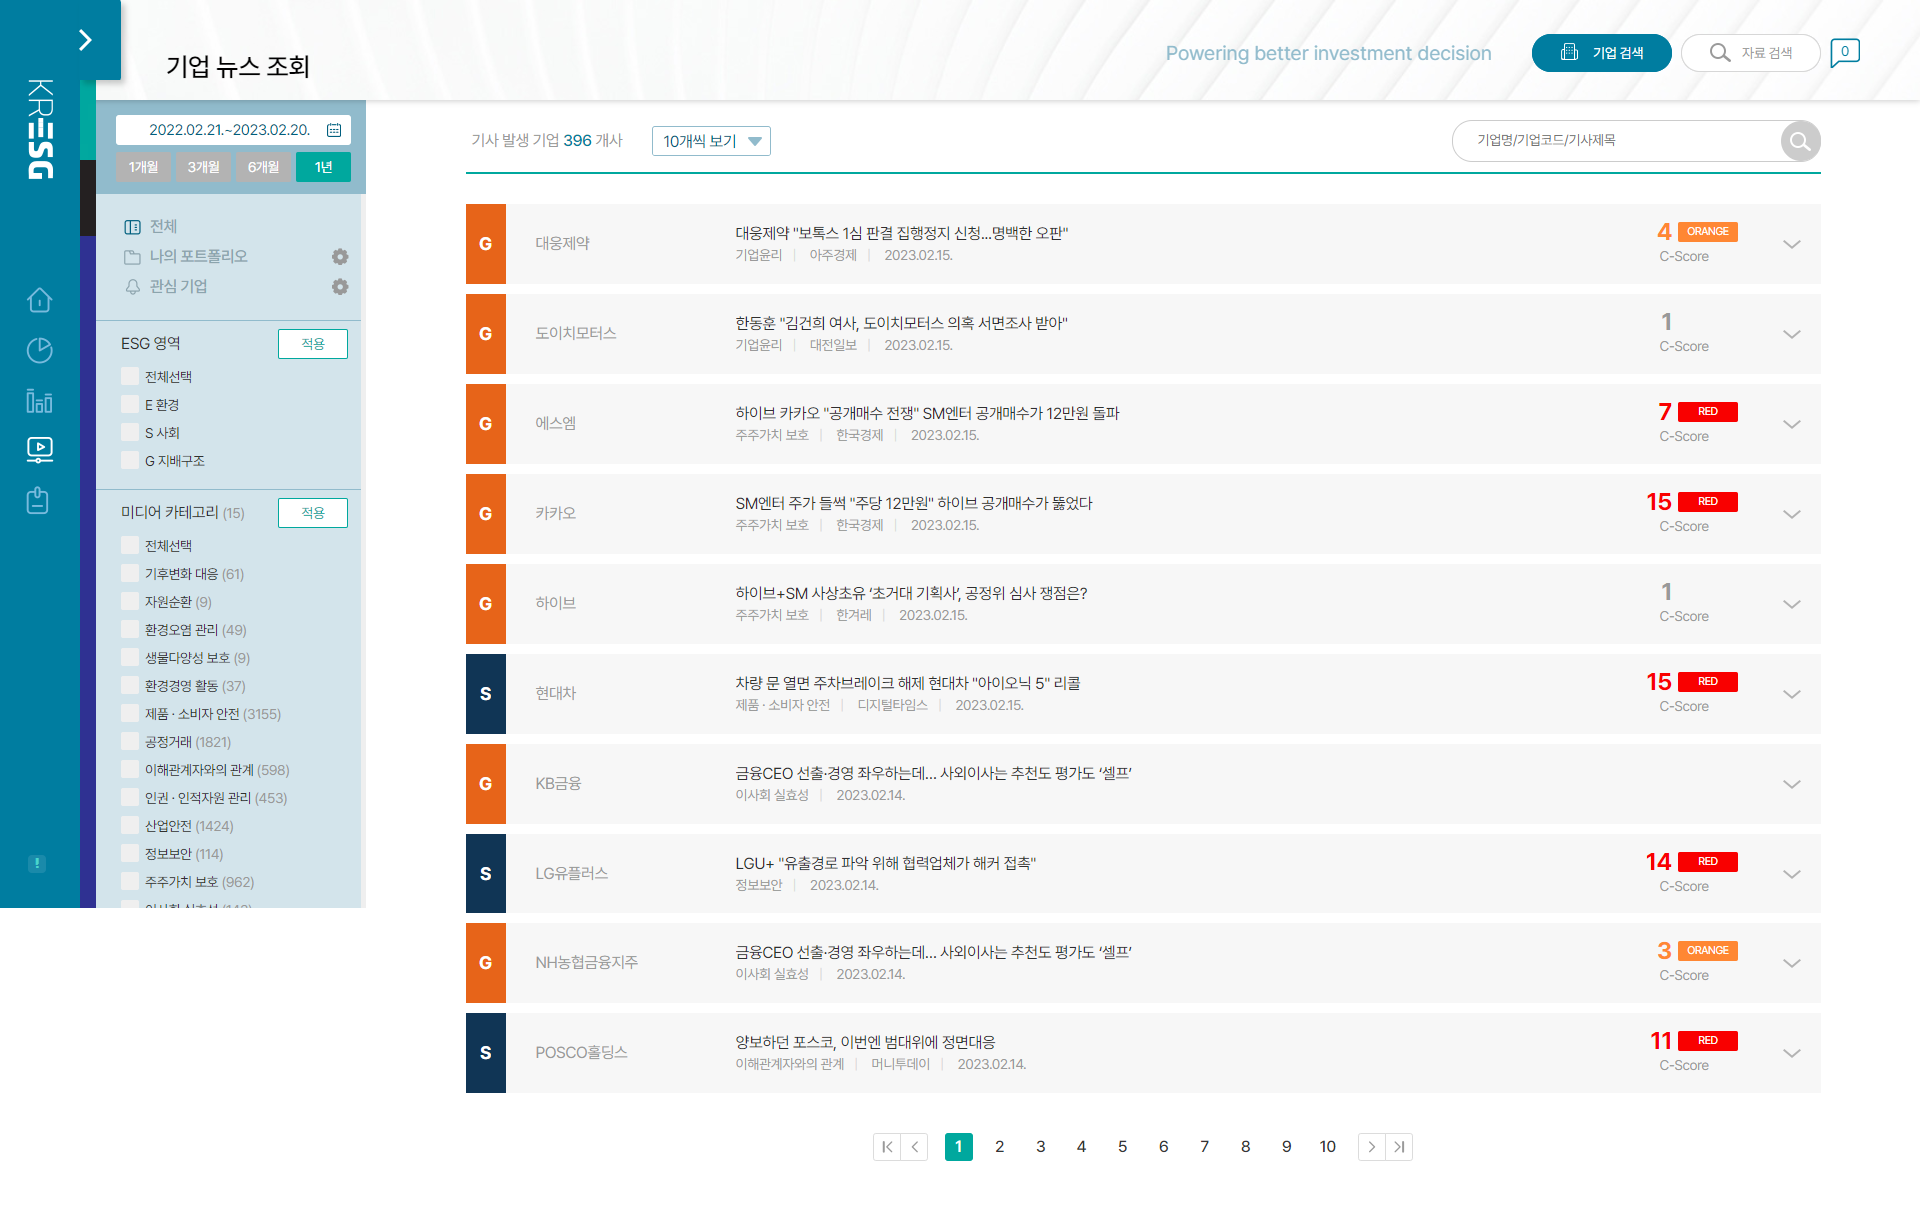 기업 뉴스 조회
Powering better investment decision
기업 검색
자료 검색
0
KRESG
2022.02.21.~2023.02.20.
1개월
3개월
6개월
1년
전체
나의 포트폴리오
관심 기업
ESG 영역
적용
전체선택
E 환경
S 사회
G 지배구조
미디어 카테고리 (15)
적용
전체선택
기후변화 대응 (61)
자원순환 (9)
환경오염 관리 (49)
생물다양성 보호 (9)
환경경영 활동 (37)
제품 · 소비자 안전 (3155)
공정거래 (1821)
이해관계자와의 관계 (598)
인권 · 인적자원 관리 (453)
산업안전 (1424)
정보보안 (114)
주주가치 보호 (962)
기사 발생 기업 396 개사
10개씩 보기
기업명/기업코드/기사제목
G
대웅제약
대웅제약 "보톡스 1심 판결 집행정지 신청...명백한 오판"
기업윤리 | 아주경제 | 2023.02.15.
4 ORANGE
C-Score
G
도이치모터스
한동훈 "김건희 여사, 도이치모터스 의혹 서면조사 받아"
기업윤리 | 대전일보 | 2023.02.15.
1
C-Score
G
에스엠
하이브 카카오 "공개매수 전쟁" SM엔터 공개매수가 12만원 돌파
주주가치 보호 | 한국경제 | 2023.02.15.
7 RED
C-Score
G
카카오
SM엔터 주가 들썩 "주당 12만원" 하이브 공개매수가 뚫었다
주주가치 보호 | 한국경제 | 2023.02.15.
15 RED
C-Score
G
하이브
하이브+SM 사상초유 ‘초거대 기획사’, 공정위 심사 쟁점은?
주주가치 보호 | 한겨레 | 2023.02.15.
1
C-Score
S
현대차
차량 문 열면 주차브레이크 해제 현대차 "아이오닉 5" 리콜
제품 · 소비자 안전 | 디지털타임스 | 2023.02.15.
15 RED
C-Score
G
KB금융
금융CEO 선출·경영 좌우하는데... 사외이사는 추천도 평가도 ‘셀프’
이사회 실효성 | 2023.02.14.
S
LG유플러스
LGU+ "유출경로 파악 위해 협력업체가 해커 접촉"
정보보안 | 2023.02.14.
14 RED
C-Score
G
NH농협금융지주
금융CEO 선출·경영 좌우하는데... 사외이사는 추천도 평가도 ‘셀프’
이사회 실효성 | 2023.02.14.
3 ORANGE
C-Score
S
POSCO홀딩스
양보하던 포스코, 이번엔 범대위에 정면대응
이해관계자와의 관계 | 머니투데이 | 2023.02.14.
11 RED
C-Score
1 2 3 4 5 6 7 8 9 10